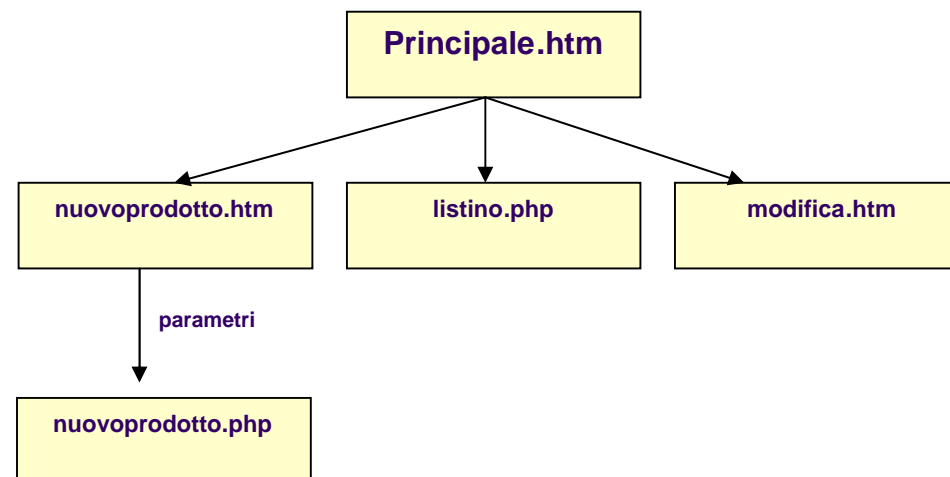 Principale.htm
nuovoprodotto.htm
listino.php
modifica.htm
parametri
nuovoprodotto.php